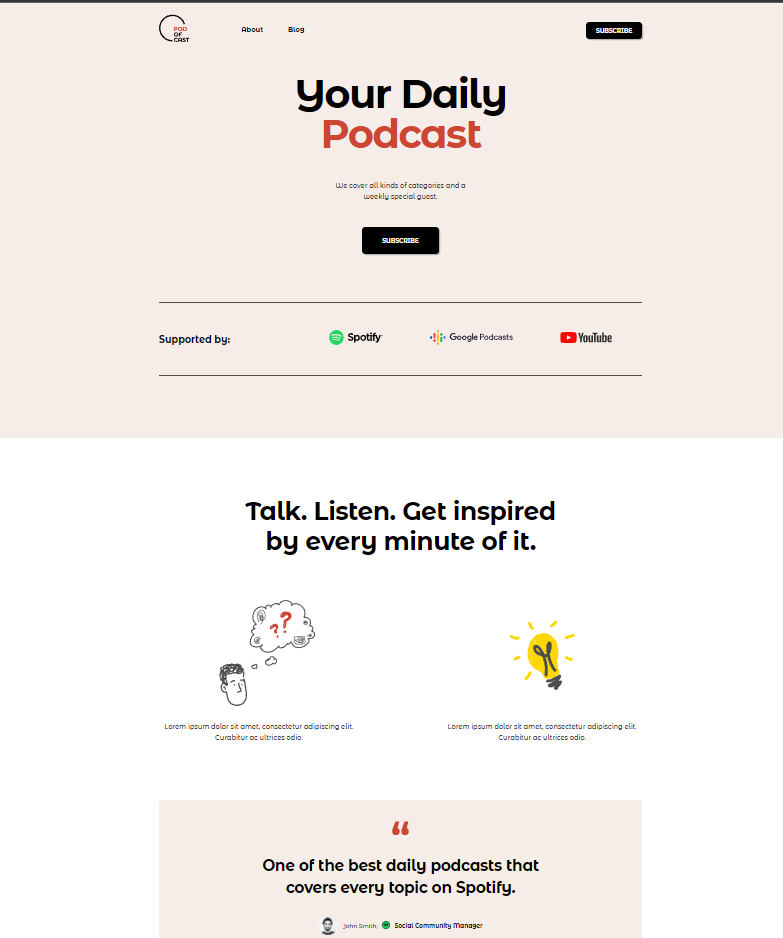 POD
OF
CAST
About
Blog
SUBSCRIBE
Your Daily
Podcast
We cover all kinds of categories and a
weekly special guest.
SUBSCRIBE
Supported by:
Spotify
Google Podcasts
YouTube
Talk. Listen. Get inspired
by every minute of it.
? ?
Lorem ipsum dolor sit amet, consectetur adipiscing elit.
Curabitur ac ultrices odio.
Lorem ipsum dolor sit amet, consectetur adipiscing elit.
Curabitur ac ultrices odio.
“
One of the best daily podcasts that
covers every topic on Spotify.
John Smith, Social Community Manager